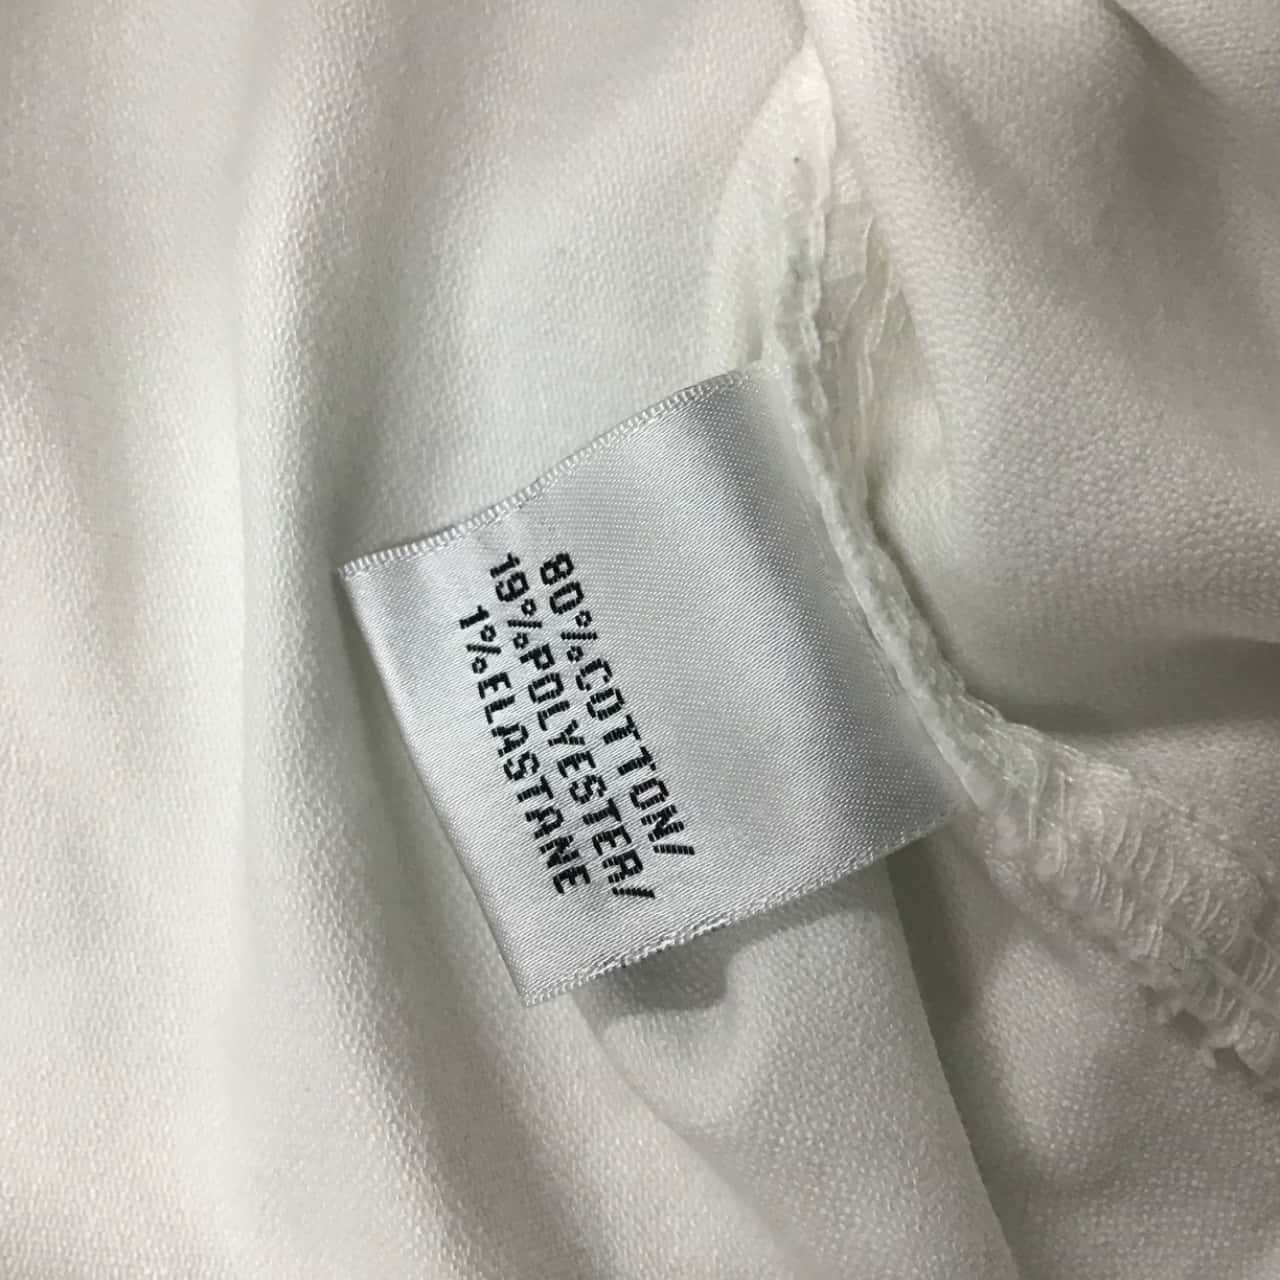 80%COTTON/
19%POLYESTER/
1%ELASTANE